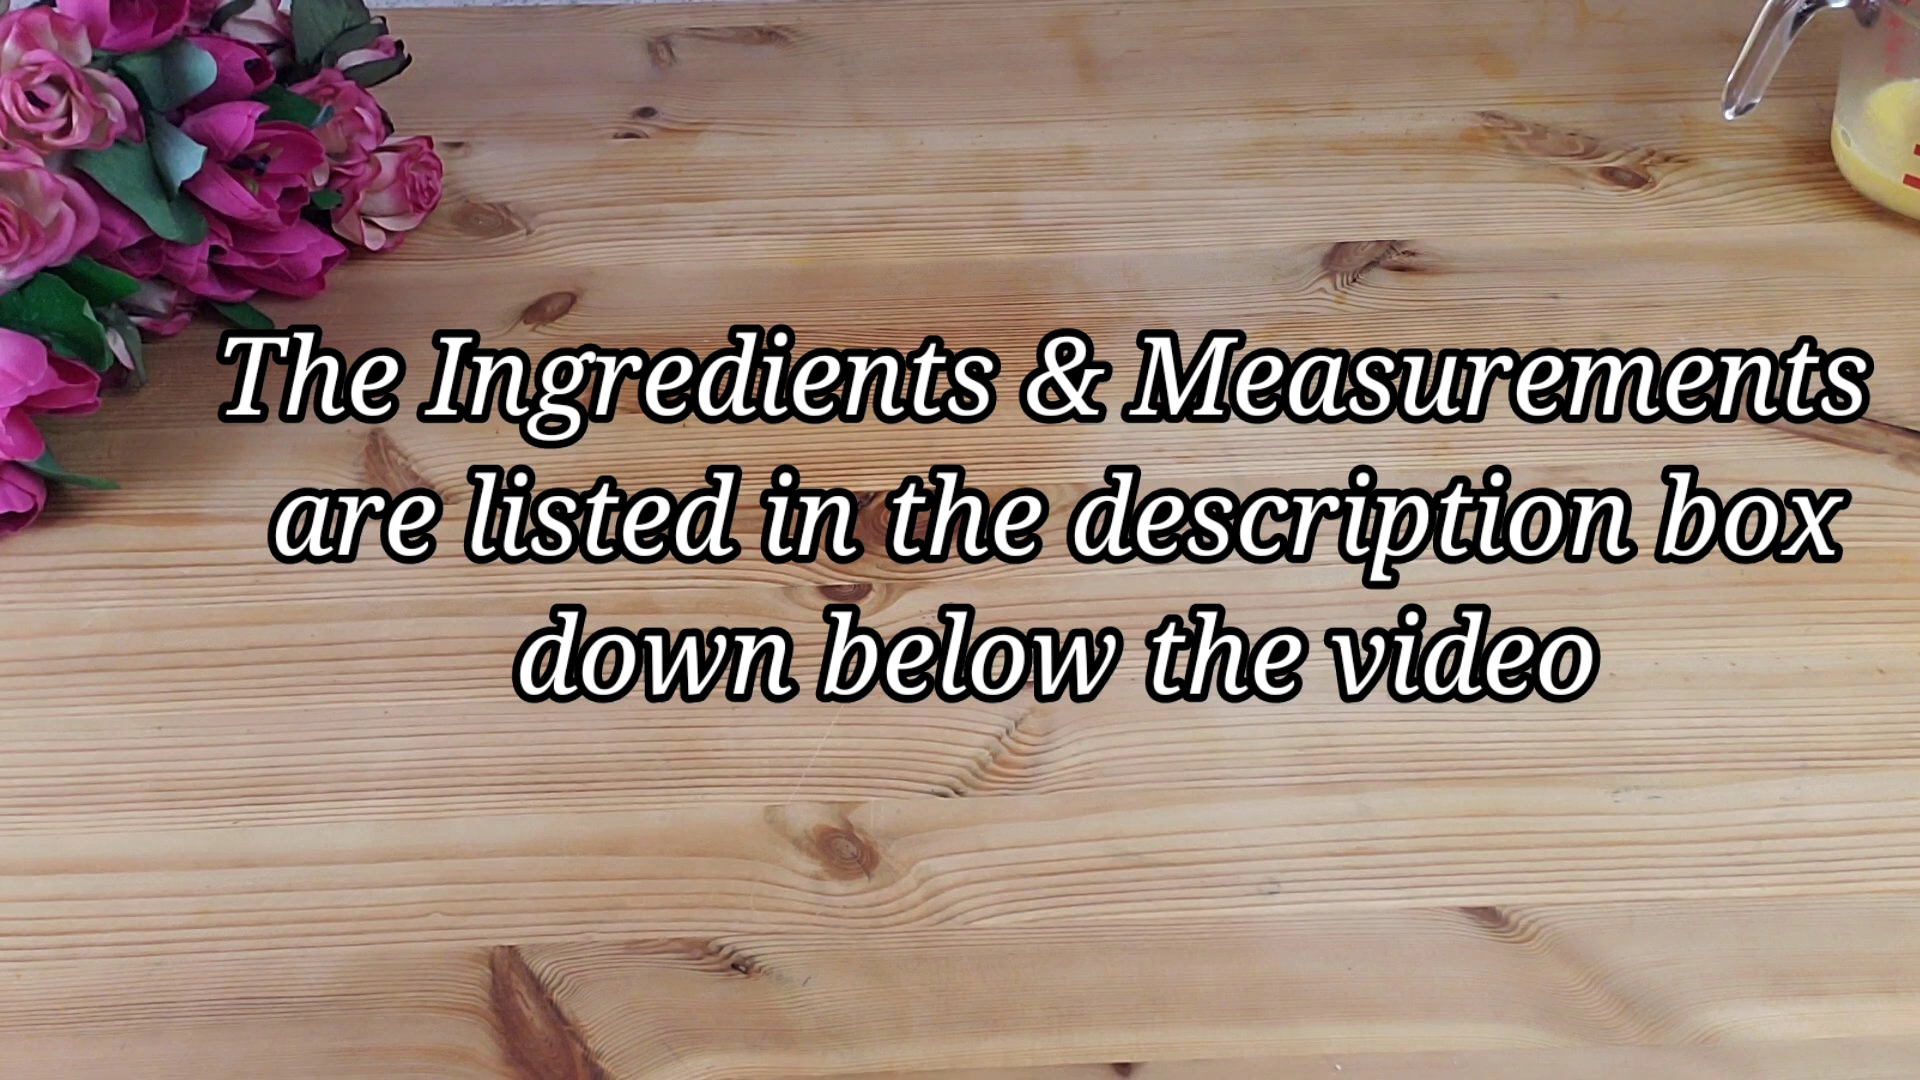 The Ingredients & Measurements
are listed in the description box
down below the video